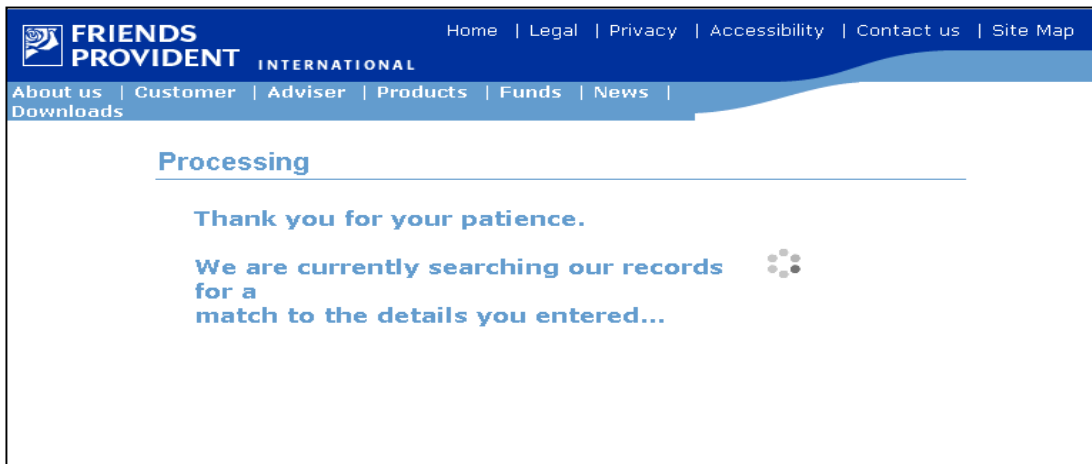 FRIENDS
PROVIDENT INTERNATIONAL
Home | Legal | Privacy | Accessibility | Contact us | Site Map
About us | Customer | Adviser | Products | Funds | News |
Downloads
Processing
Thank you for your patience.
We are currently searching our records
for a
match to the details you entered...